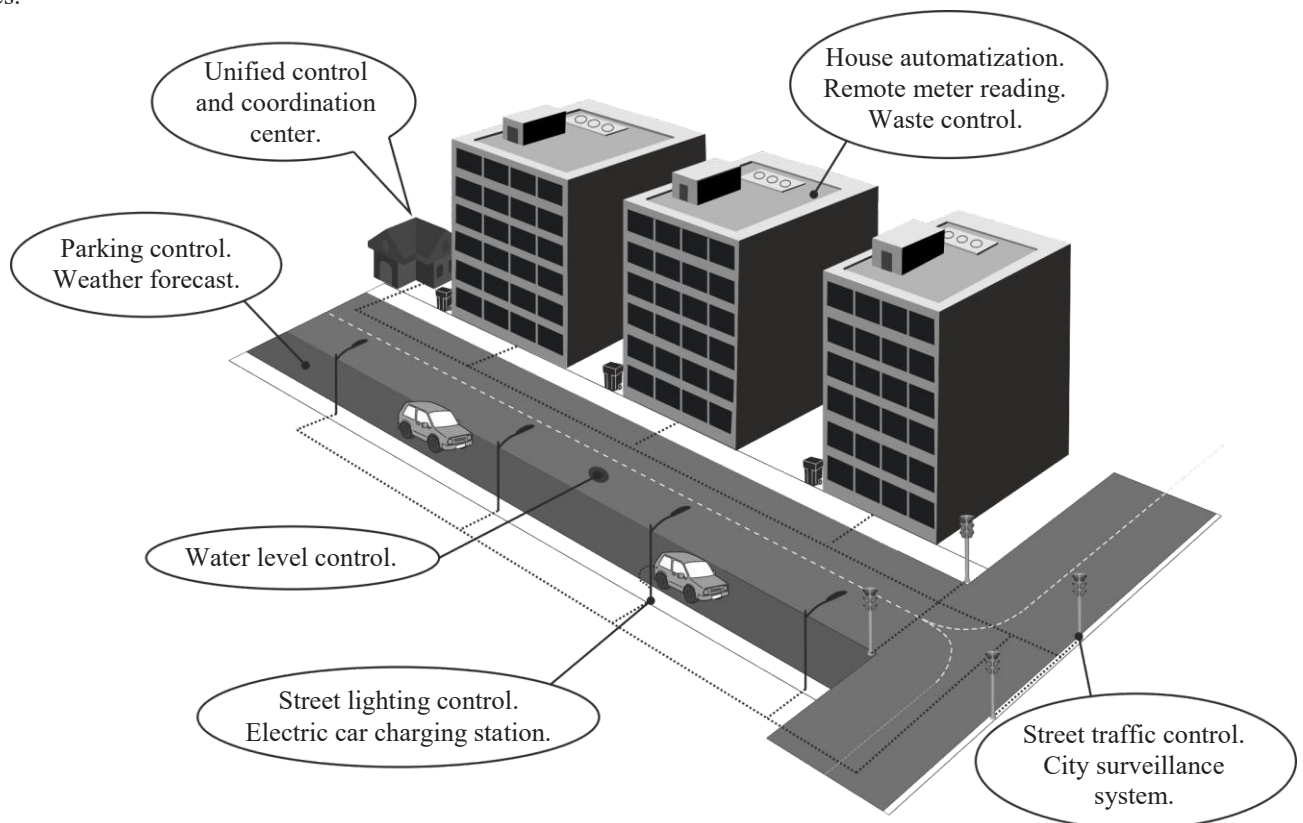 Unified control
and coordination
center.
House automatization.
Remote meter reading.
Waste control.
Parking control.
Weather forecast.
Water level control.
Street lighting control.
Electric car charging station.
Street traffic control.
City surveillance
system.